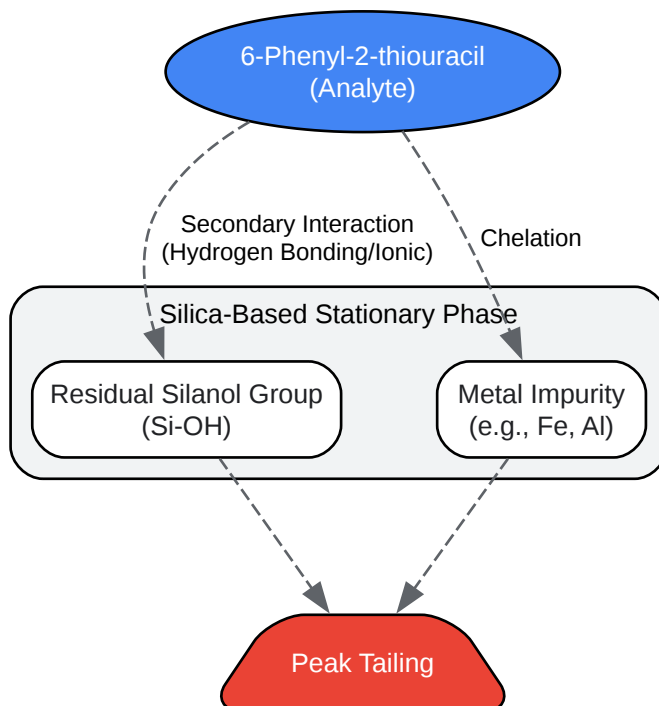 6-Phenyl-2-thiouracil
(Analyte)
Secondary Interaction
(Hydrogen Bonding/Ionic)
Chelation
Silica-Based Stationary Phase
Residual Silanol Group
(Si-OH)
Metal Impurity
(e.g., Fe, Al)
Peak Tailing